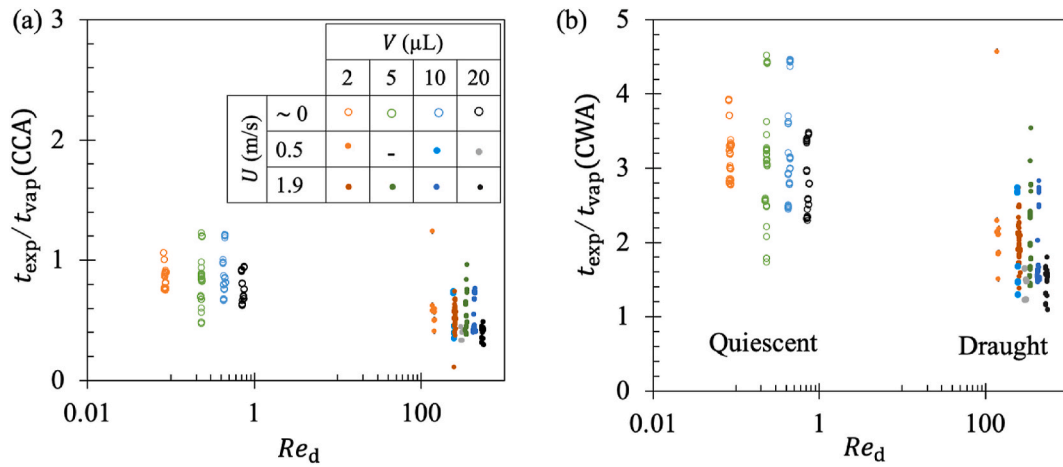 (a)
3
2
1
0
0.01
1
100
Re_d
t_exp/t_vap(CCA)
V (μL)
2 5 10 20
U (m/s)
~ 0
0.5 -
1.9
(b)
5
4
3
2
1
0
0.01
1
100
Re_d
t_exp/t_vap(CWA)
Quiescent
Draught